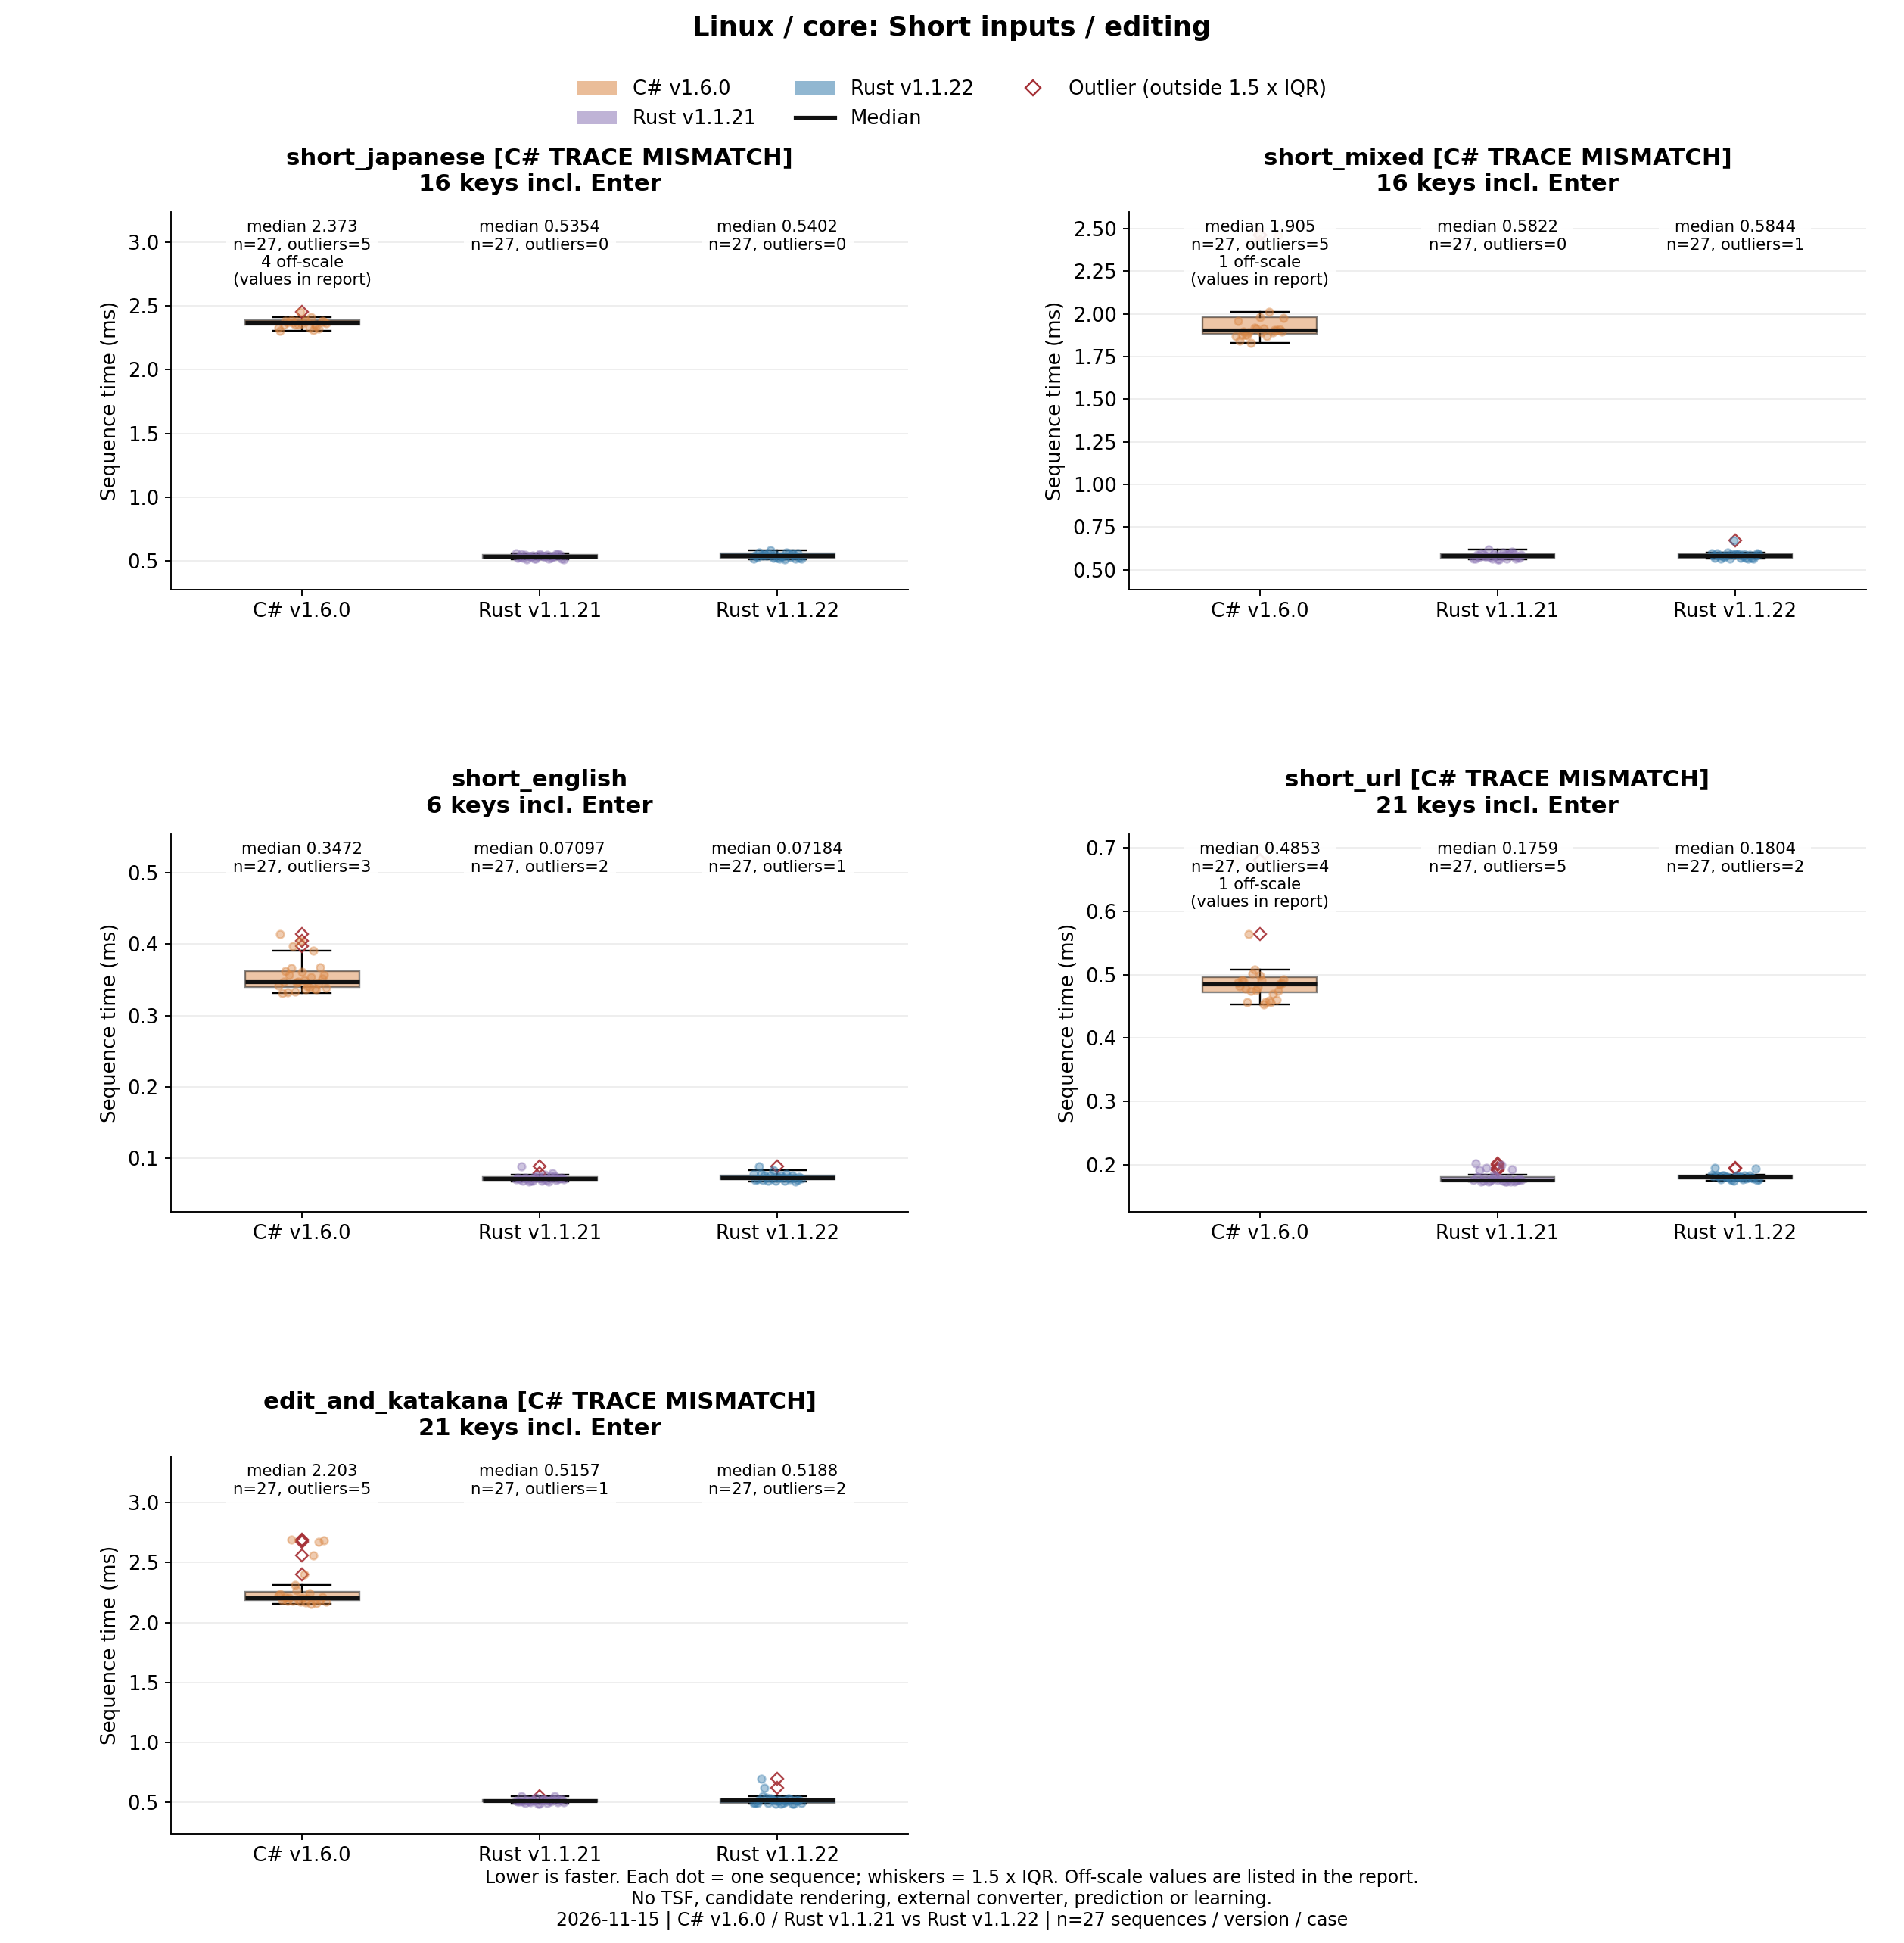 Linux / core: Short inputs / editing
C# v1.6.0
Rust v1.1.21
Rust v1.1.22
Median
Outlier (outside 1.5 x IQR)
short_japanese [C# TRACE MISMATCH]
16 keys incl. Enter
Sequence time (ms)
3.0
2.5
2.0
1.5
1.0
0.5
median 2.373
n=27, outliers=5
4 off-scale
(values in report)
median 0.5354
n=27, outliers=0
median 0.5402
n=27, outliers=0
C# v1.6.0
Rust v1.1.21
Rust v1.1.22
short_mixed [C# TRACE MISMATCH]
16 keys incl. Enter
Sequence time (ms)
2.50
2.25
2.00
1.75
1.50
1.25
1.00
0.75
0.50
median 1.905
n=27, outliers=5
1 off-scale
(values in report)
median 0.5822
n=27, outliers=0
median 0.5844
n=27, outliers=1
C# v1.6.0
Rust v1.1.21
Rust v1.1.22
short_english
6 keys incl. Enter
Sequence time (ms)
0.5
0.4
0.3
0.2
0.1
median 0.3472
n=27, outliers=3
median 0.07097
n=27, outliers=2
median 0.07184
n=27, outliers=1
C# v1.6.0
Rust v1.1.21
Rust v1.1.22
short_url [C# TRACE MISMATCH]
21 keys incl. Enter
Sequence time (ms)
0.7
0.6
0.5
0.4
0.3
0.2
median 0.4853
n=27, outliers=4
1 off-scale
(values in report)
median 0.1759
n=27, outliers=5
median 0.1804
n=27, outliers=2
C# v1.6.0
Rust v1.1.21
Rust v1.1.22
edit_and_katakana [C# TRACE MISMATCH]
21 keys incl. Enter
Sequence time (ms)
3.0
2.5
2.0
1.5
1.0
0.5
median 2.203
n=27, outliers=5
median 0.5157
n=27, outliers=1
median 0.5188
n=27, outliers=2
C# v1.6.0
Rust v1.1.21
Rust v1.1.22
Lower is faster. Each dot = one sequence; whiskers = 1.5 x IQR. Off-scale values are listed in the report.
No TSF, candidate rendering, external converter, prediction or learning.
2026-11-15 | C# v1.6.0 / Rust v1.1.21 vs Rust v1.1.22 | n=27 sequences / version / case